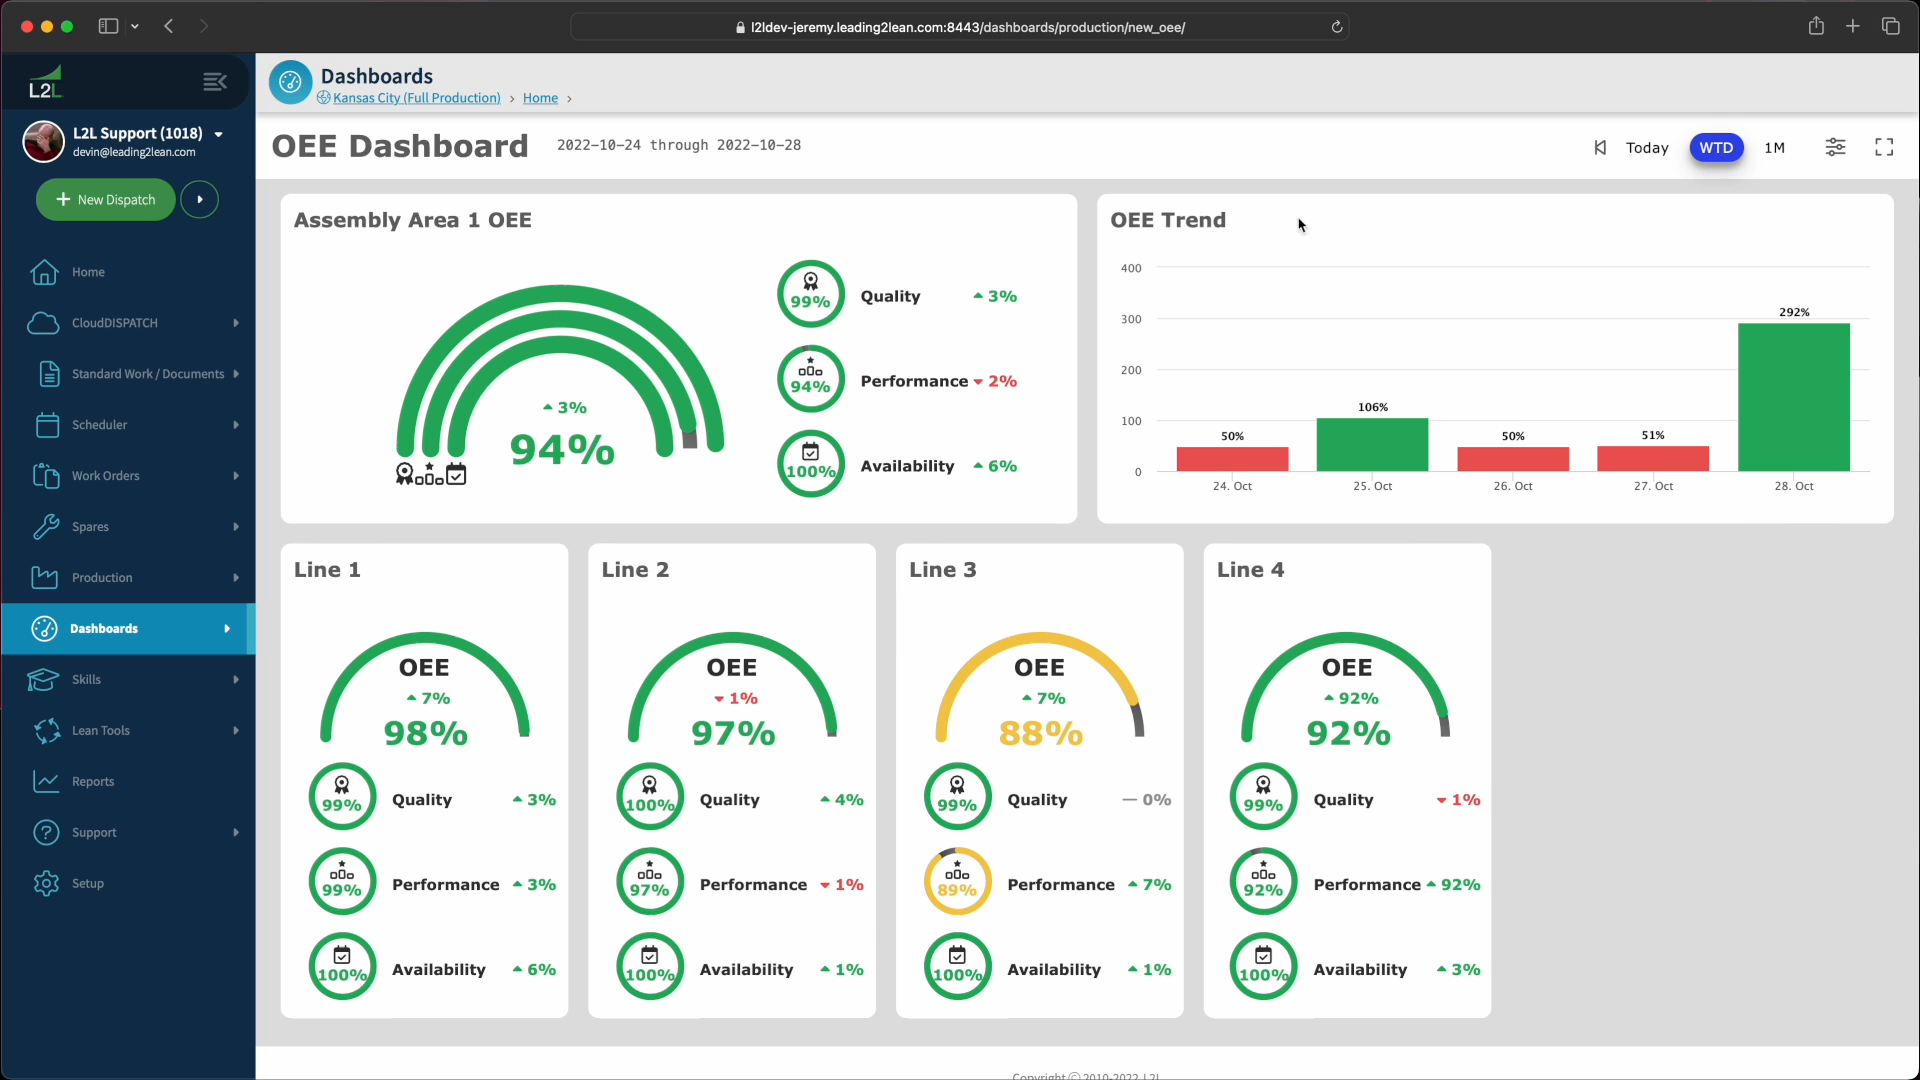 l2ldev-jeremy.leading2lean.com:8443/dashboards/production/new_oee/
L2L
L2L Support (1018)
devin@leading2lean.com
+ New Dispatch
Home
CloudDISPATCH
Standard Work / Documents
Scheduler
Work Orders
Spares
Production
Dashboards
Skills
Lean Tools
Reports
Support
Setup
Dashboards
Kansas City (Full Production) > Home >
OEE Dashboard
2022-10-24 through 2022-10-28
Today
WTD
1M
Assembly Area 1 OEE
3%
94%
99% Quality 3%
94% Performance 2%
100% Availability 6%
OEE Trend
400
300
200
100
0
50%
106%
50%
51%
292%
24. Oct
25. Oct
26. Oct
27. Oct
28. Oct
Line 1
OEE
7%
98%
99% Quality 3%
99% Performance 3%
100% Availability 6%
Line 2
OEE
1%
97%
100% Quality 4%
97% Performance 1%
100% Availability 1%
Line 3
OEE
7%
88%
99% Quality — 0%
89% Performance 7%
100% Availability 1%
Line 4
OEE
92%
92%
99% Quality 1%
92% Performance 92%
100% Availability 3%
Copyright © 2010-2022 L2L